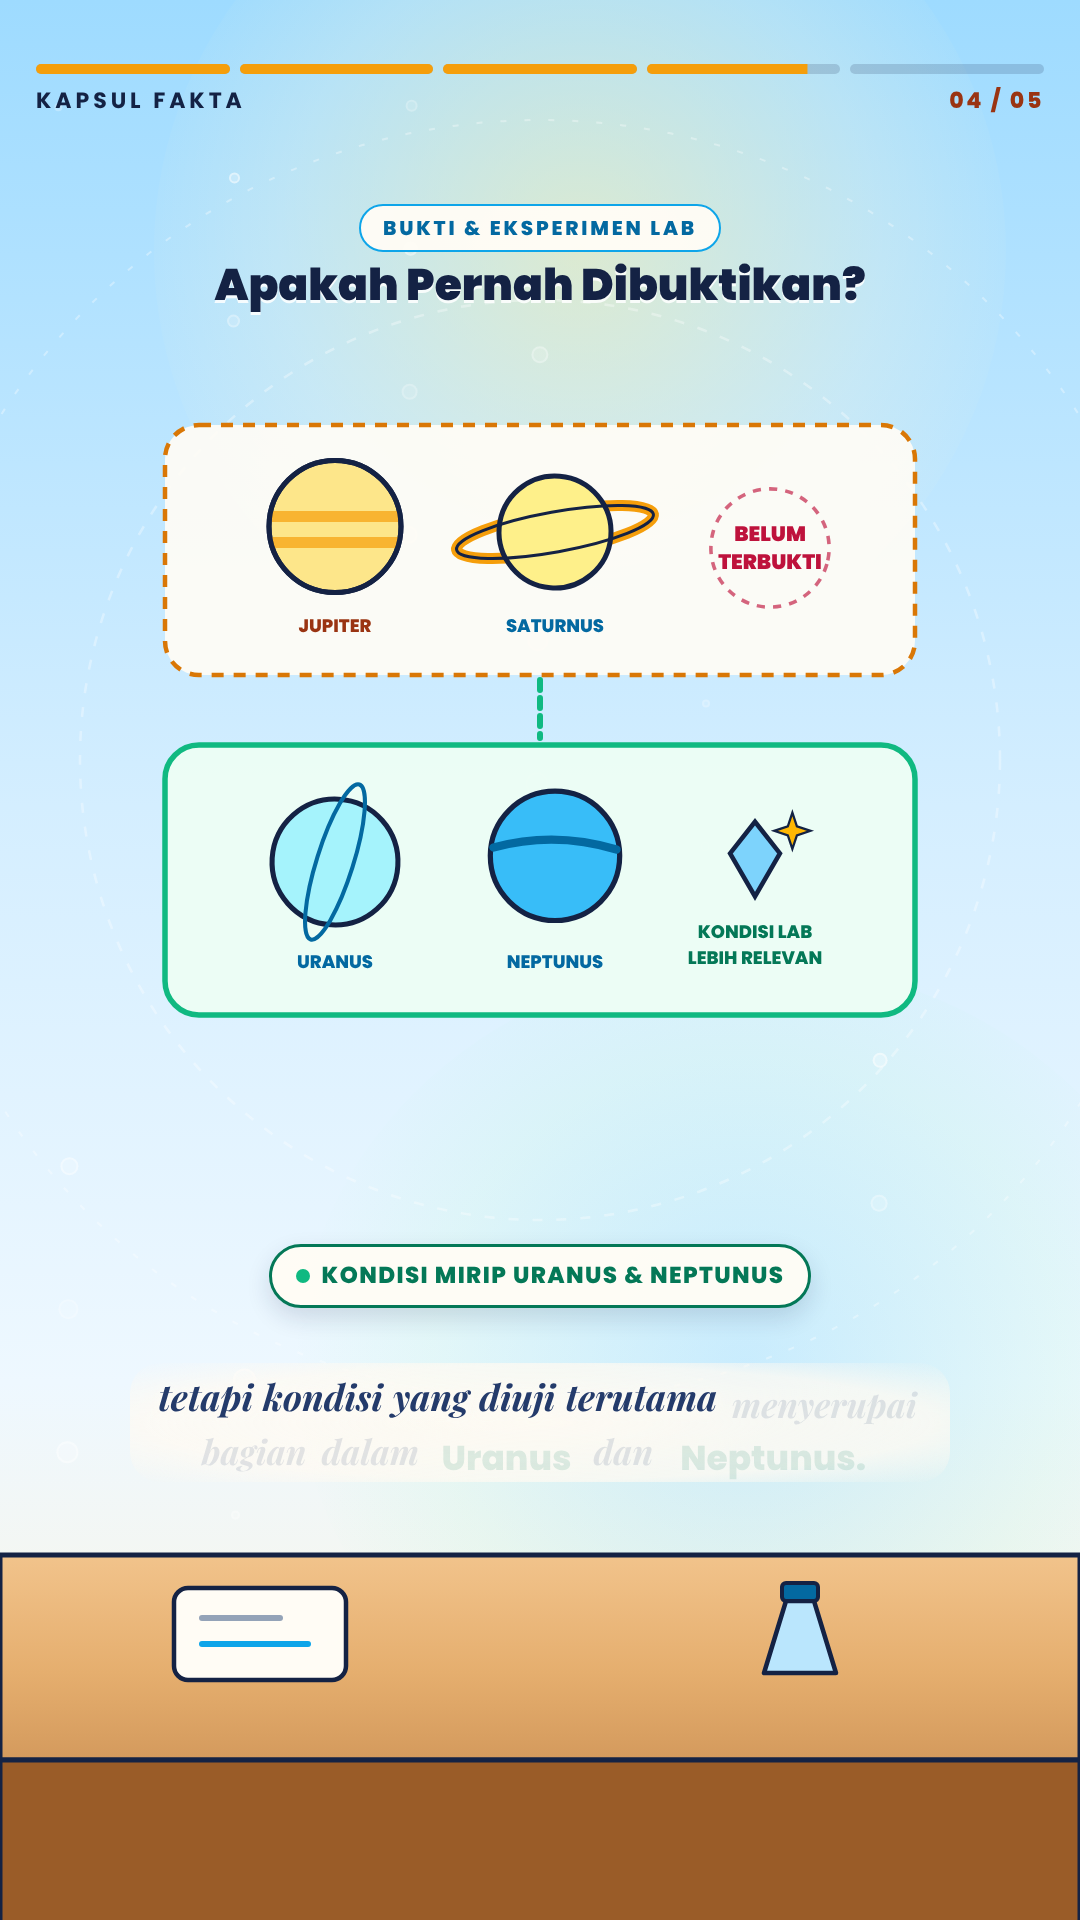 KAPSUL FAKTA
04 / 05
BUKTI & EKSPERIMEN LAB
Apakah Pernah Dibuktikan?
BELUM
TERBUKTI
JUPITER
SATURNUS
URANUS
NEPTUNUS
KONDISI LAB
LEBIH RELEVAN
KONDISI MIRIP URANUS & NEPTUNUS
tetapi kondisi yang diuji terutama menyerupai
bagian dalam Uranus dan Neptunus.